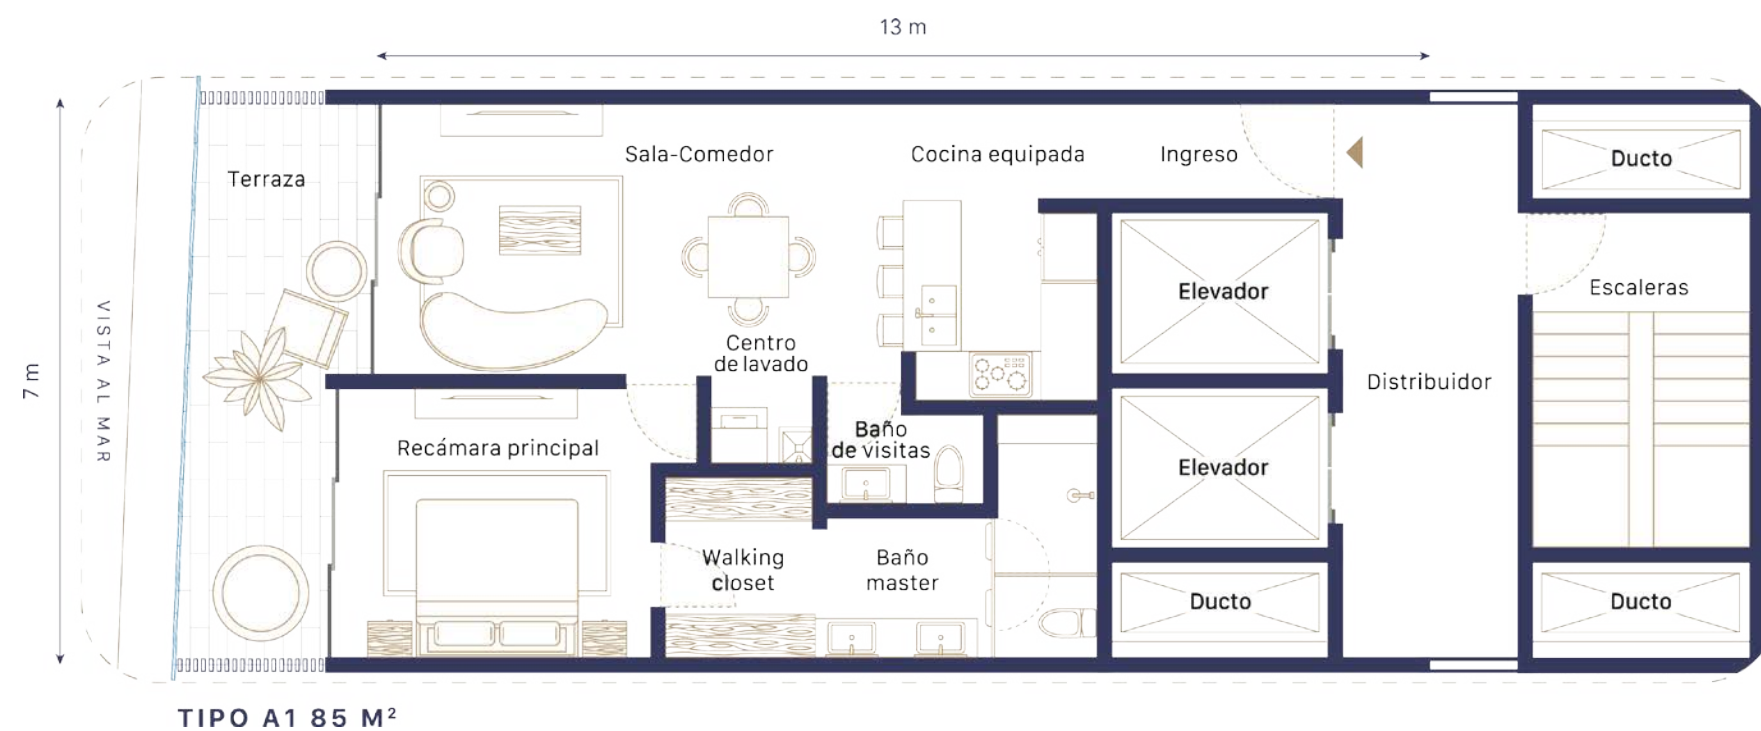 13 m
Terraza
Sala-Comedor
Cocina equipada
Ingreso
Ducto
Elevador
Escaleras
VISTA AL MAR
7 m
Centro
de lavado
Distribuidor
Recámara principal
Baño
de visitas
Elevador
Walking
closet
Baño
master
Ducto
Ducto
TIPO A1 85 M²